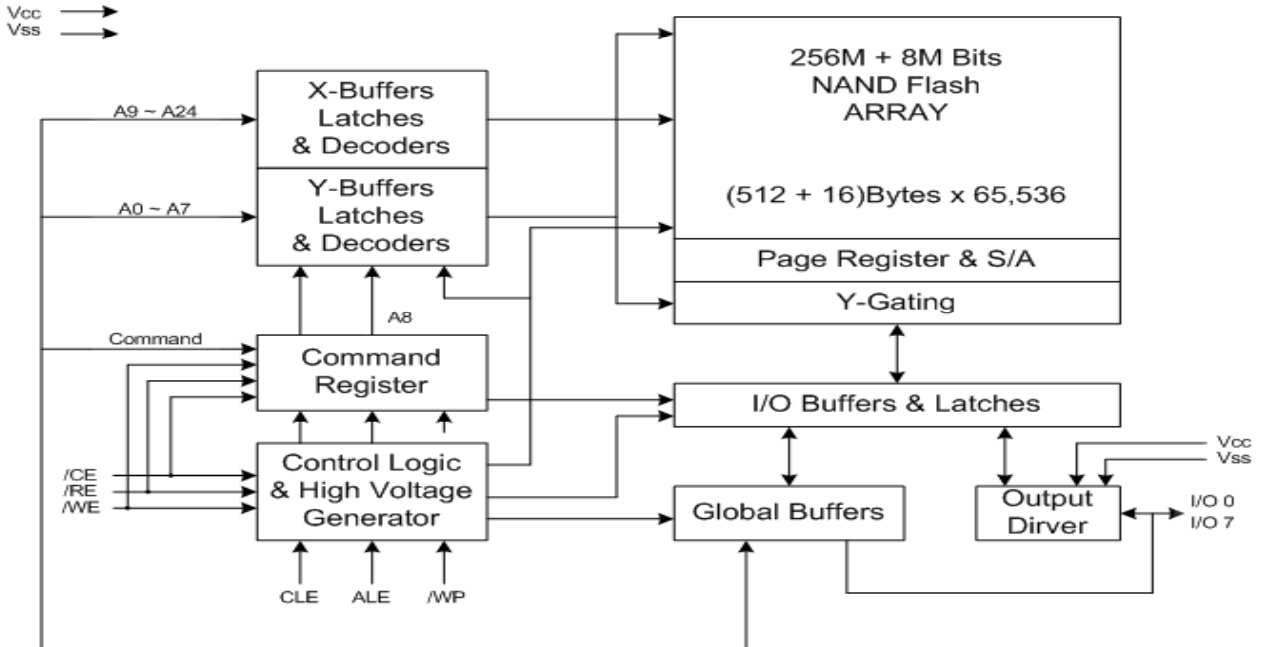 Vcc
Vss
256M + 8M Bits
NAND Flash
ARRAY
(512 + 16)Bytes x 65,536
Page Register & S/A
Y-Gating
X-Buffers
Latches
& Decoders
A9 ~ A24
Y-Buffers
Latches
& Decoders
A0 ~ A7
A8
Command
Command
Register
I/O Buffers & Latches
Control Logic
& High Voltage
Generator
/CE
/RE
/WE
CLE
ALE
/WP
Global Buffers
Output
Dirver
Vcc
Vss
I/O 0
I/O 7